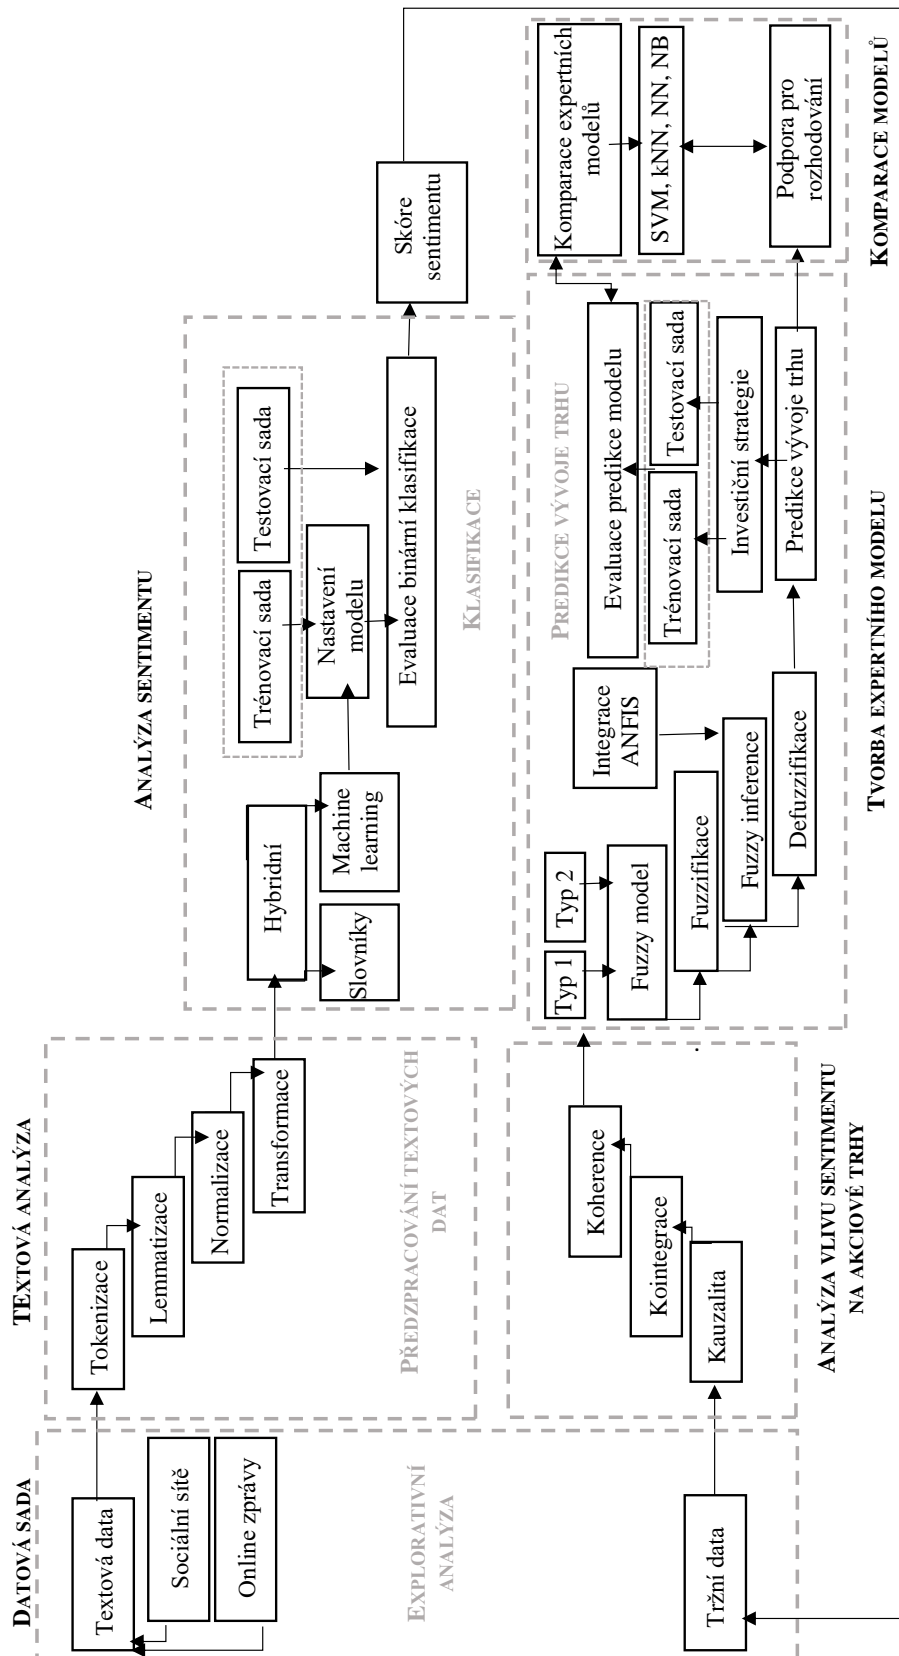 DATOVÁ SADA
Textová data
Sociální sítě
Online zprávy
EXPLORATIVNÍ
ANALÝZA
Tržní data
TEXTOVÁ ANALÝZA
Tokenizace
Lemmatizace
Normalizace
Transformace
PŘEDZPRACOVÁNÍ TEXTOVÝCH
DAT
ANALÝZA SENTIMENTU
Hybridní
Slovníky
Machine
learning
Trénovací sada
Testovací sada
Nastavení
modelu
Evaluace binární klasifikace
KLASIFIKACE
Skóre
sentimentu
Koherence
Kointegrace
Kauzalita
ANALÝZA VLIVU SENTIMENTU
NA AKCIOVÉ TRHY
Typ 1
Typ 2
Fuzzy model
Fuzzifikace
Fuzzy inference
Defuzzifikace
Integrace
ANFIS
PREDIKCE VÝVOJE TRHU
Evaluace predikce modelu
Trénovací sada
Testovací sada
Investiční strategie
Predikce vývoje trhu
TVORBA EXPERTNÍHO MODELU
Komparace expertních
modelů
SVM, kNN, NN, NB
Podpora pro
rozhodování
KOMPARACE MODELŮ